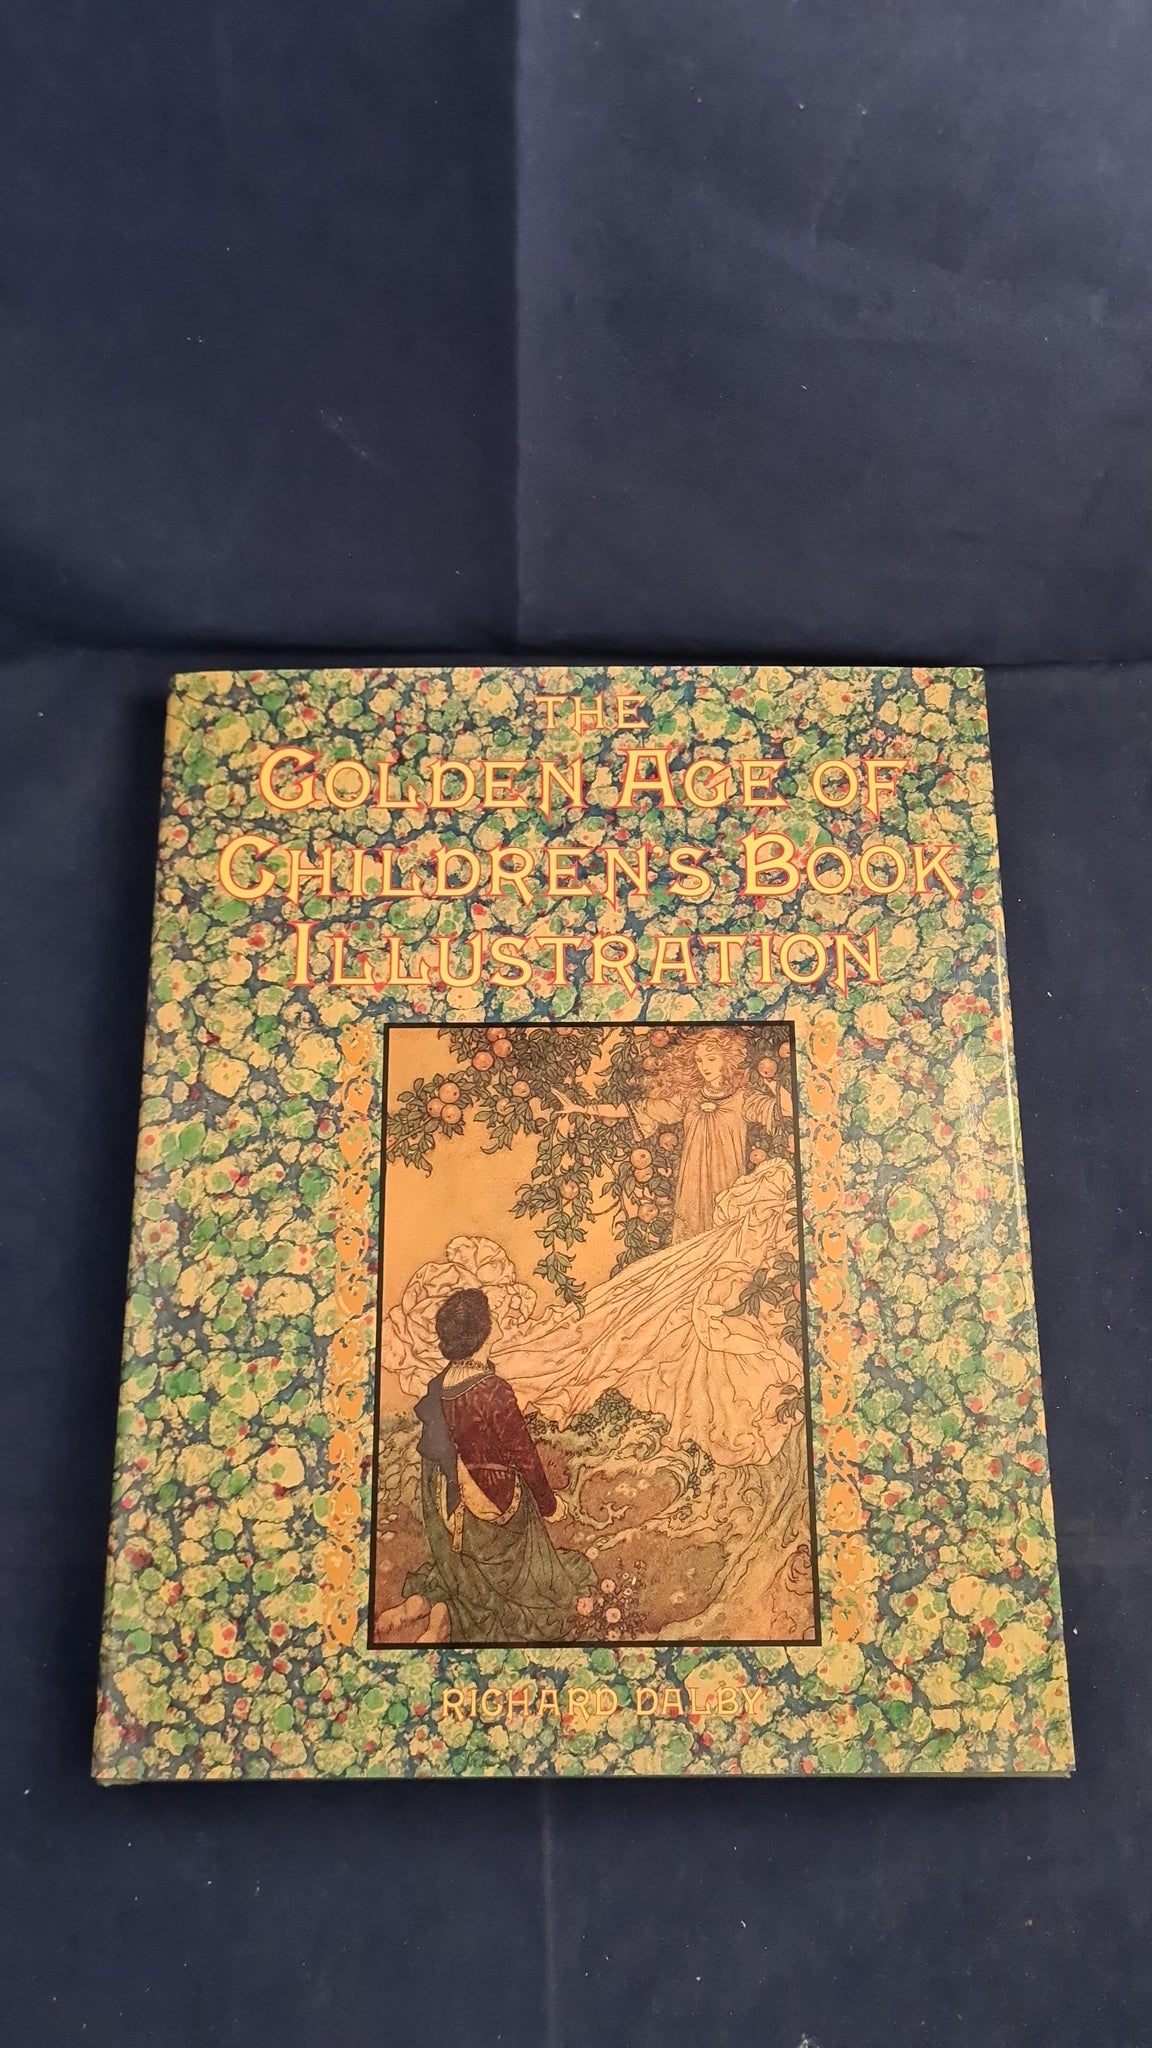 THE
GOLDEN AGE OF
CHILDREN'S BOOK
ILLUSTRATION
RICHARD DALBY